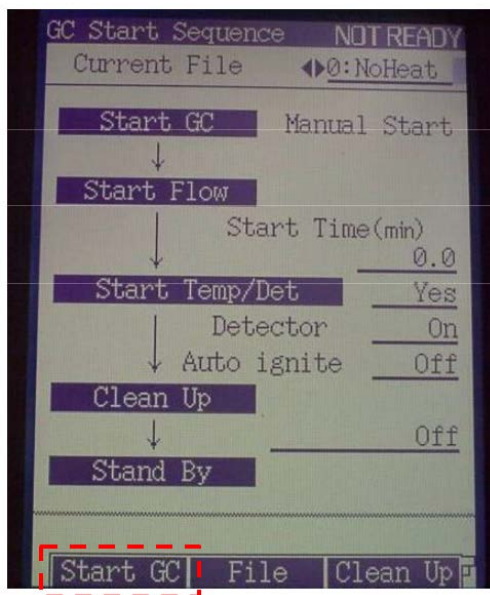 GC Start Sequence NOT READY
Current File ◀▶0:NoHeat
Start GC Manual Start
Start Flow
Start Time(min)
0.0
Start Temp/Det Yes
Detector On
Auto ignite Off
Clean Up
Off
Stand By
Start GC File Clean Up